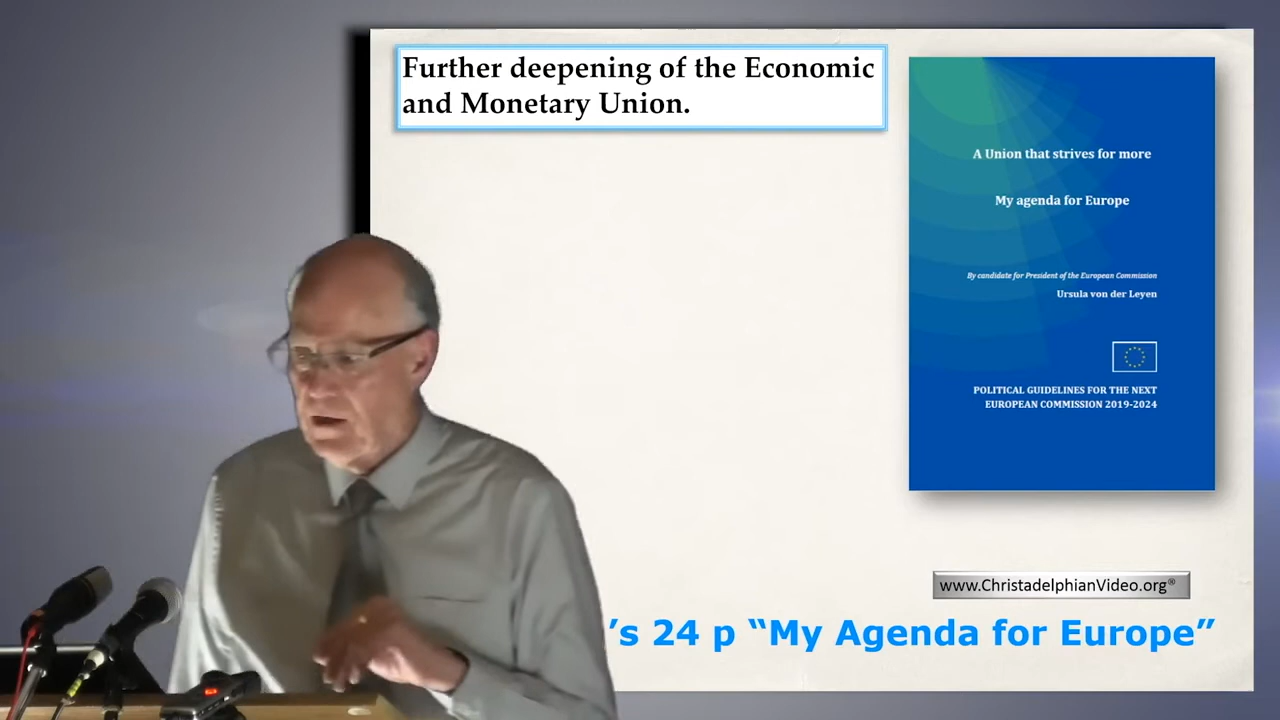 Further deepening of the Economic
and Monetary Union.
A Union that strives for more
My agenda for Europe
By candidate for President of the European Commission
Ursula von der Leyen
POLITICAL GUIDELINES FOR THE NEXT
EUROPEAN COMMISSION 2019-2024
www.ChristadelphianVideo.org®
’s 24 p “My Agenda for Europe”